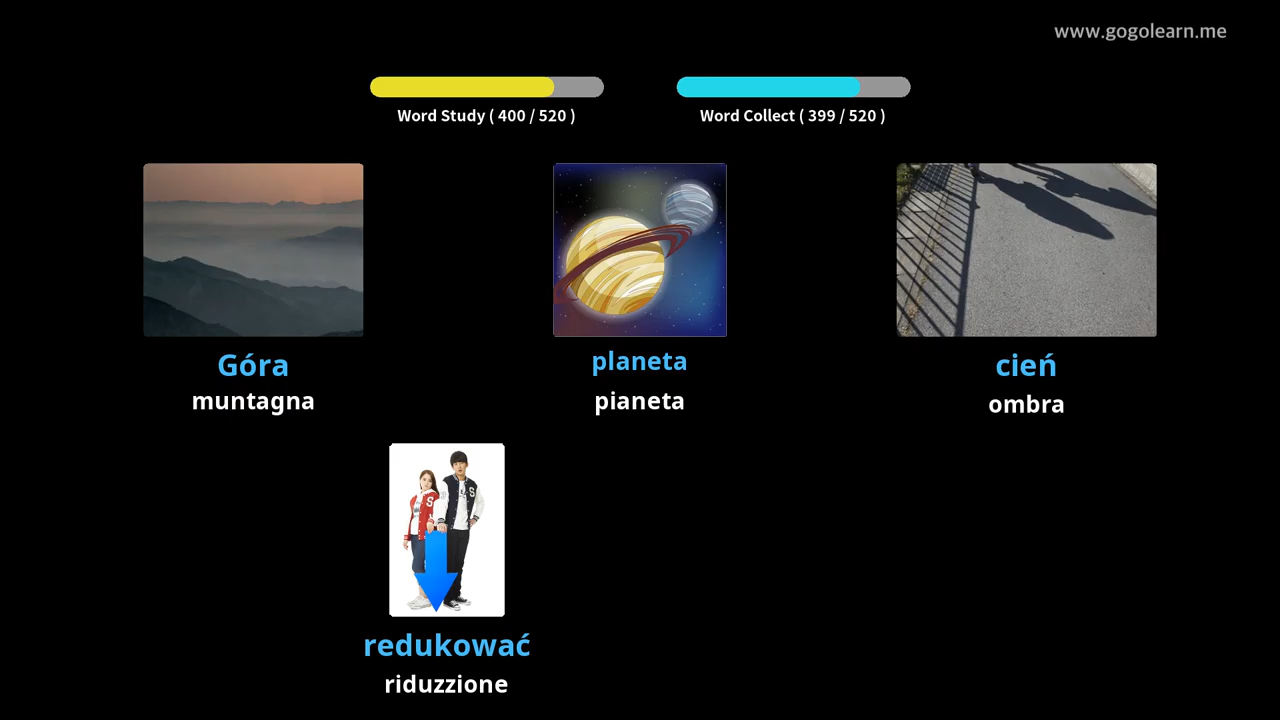 www.gogolearn.me
Word Study ( 400 / 520 )
Word Collect ( 399 / 520 )
Góra
muntagna
planeta
pianeta
cień
ombra
S
S
redukować
riduzzione